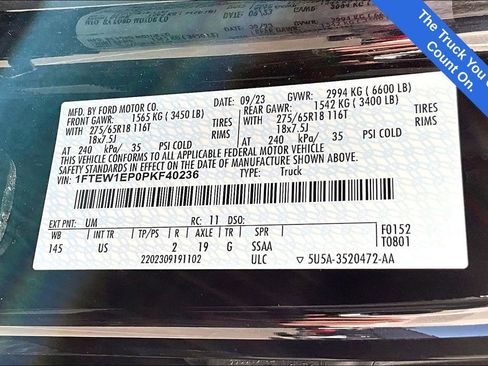 The Truck You
Count On.
MFD. BY FORD MOTOR CO.
09/23
GVWR: 2994 KG ( 6600 LB)
FRONT GAWR: 1565 KG ( 3450 LB)
REAR GAWR: 1542 KG ( 3400 LB)
WITH 275/65R18 116T TIRES
WITH 275/65R18 116T TIRES
18x7.5J RIMS
18x7.5J RIMS
AT 240 kPa/ 35 PSI COLD
AT 240 kPa/ 35 PSI COLD
THIS VEHICLE CONFORMS TO ALL APPLICABLE FEDERAL MOTOR VEHICLE
SAFETY STANDARDS IN EFFECT ON THE DATE OF MANUFACTURE SHOWN ABOVE.
VIN: 1FTEW1EP0PKF40236
TYPE: Truck
EXT PNT: UM RC: 11 DSO:
WB INT TR TP/PS R AXLE TR SPR F0152
145 US 2 19 G SSAA T0801
2202309191102 ULC ▽ 5U5A-3520472-AA